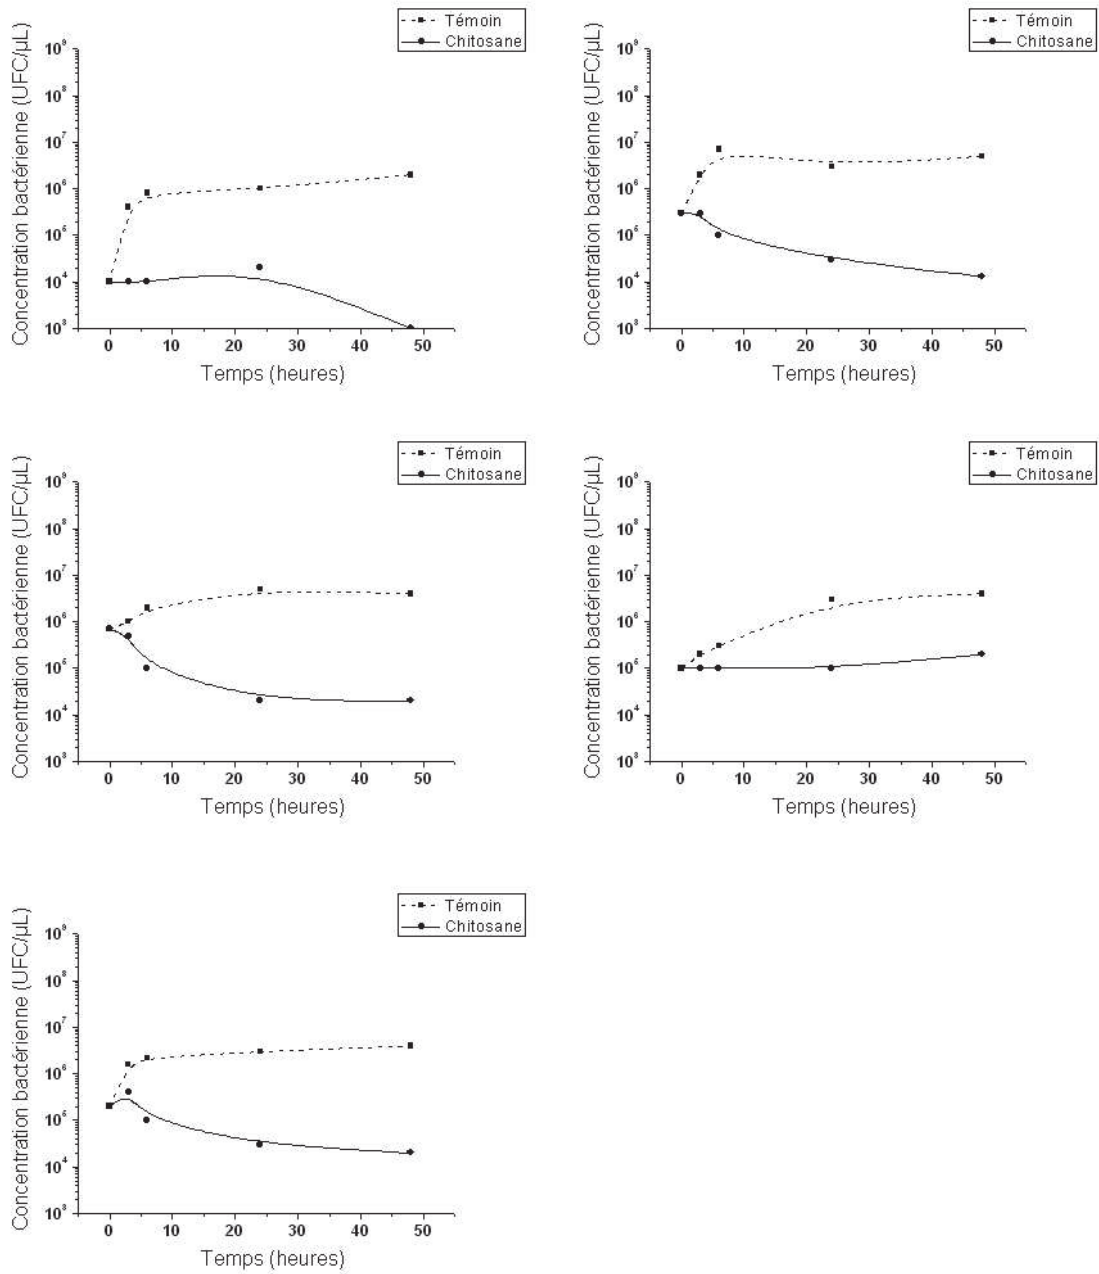 Témoin
Chitosane
Concentration bactérienne (UFC/µL)
10⁹
10⁸
10⁷
10⁶
10⁵
10⁴
10³
0 10 20 30 40 50
Temps (heures)
Témoin
Chitosane
Concentration bactérienne (UFC/µL)
10⁹
10⁸
10⁷
10⁶
10⁵
10⁴
10³
0 10 20 30 40 50
Temps (heures)
Témoin
Chitosane
Concentration bactérienne (UFC/µL)
10⁹
10⁸
10⁷
10⁶
10⁵
10⁴
10³
0 10 20 30 40 50
Temps (heures)
Témoin
Chitosane
Concentration bactérienne (UFC/µL)
10⁹
10⁸
10⁷
10⁶
10⁵
10⁴
10³
0 10 20 30 40 50
Temps (heures)
Témoin
Chitosane
Concentration bactérienne (UFC/µL)
10⁹
10⁸
10⁷
10⁶
10⁵
10⁴
10³
0 10 20 30 40 50
Temps (heures)